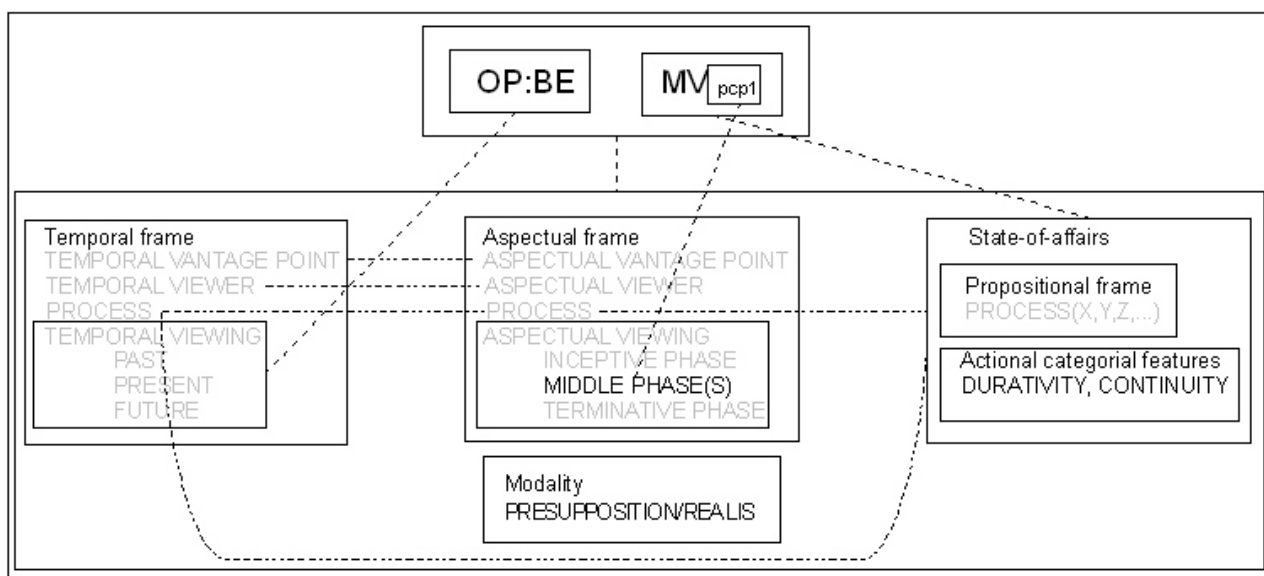 OP:BE
MV pcp1
Temporal frame
TEMPORAL VANTAGE POINT
TEMPORAL VIEWER
PROCESS
TEMPORAL VIEWING
PAST
PRESENT
FUTURE
Aspectual frame
ASPECTUAL VANTAGE POINT
ASPECTUAL VIEWER
PROCESS
ASPECTUAL VIEWING
INCEPTIVE PHASE
MIDDLE PHASE(S)
TERMINATIVE PHASE
Modality
PRESUPPOSITION/REALIS
State-of-affairs
Propositional frame
PROCESS(X,Y,Z,...)
Actional categorial features
DURATIVITY, CONTINUITY